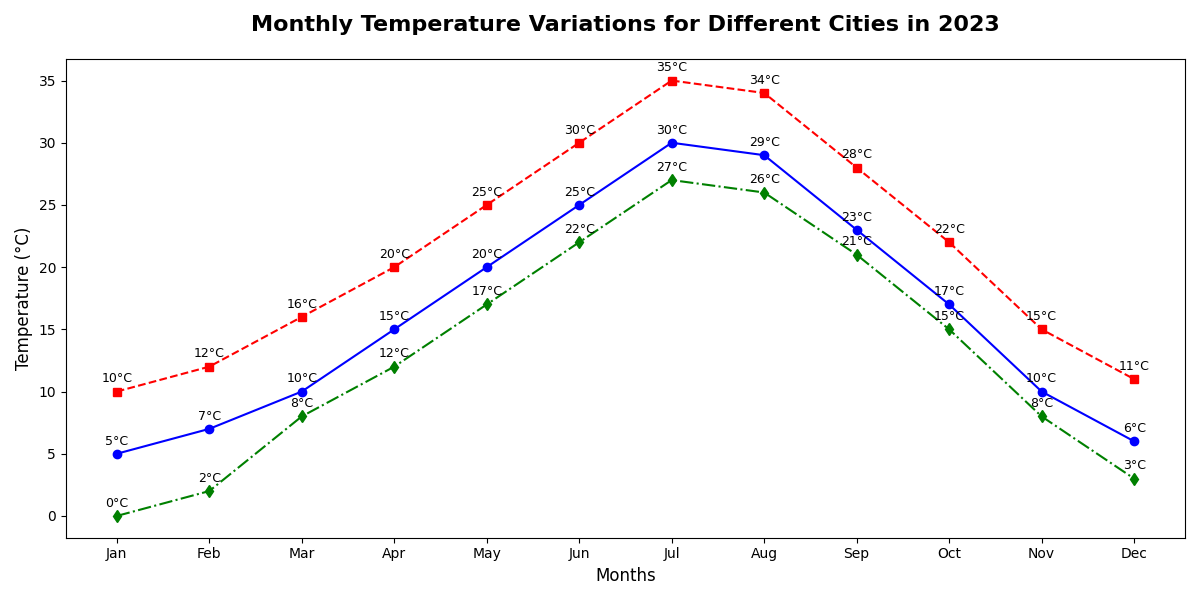 Monthly Temperature Variations for Different Cities in 2023
Temperature (°C)
35
30
25
20
15
10
5
0
10°C
12°C
16°C
20°C
25°C
30°C
35°C
34°C
28°C
22°C
15°C
11°C
5°C
7°C
10°C
15°C
20°C
25°C
30°C
29°C
23°C
17°C
10°C
6°C
0°C
2°C
8°C
12°C
17°C
22°C
27°C
26°C
21°C
15°C
8°C
3°C
Jan Feb Mar Apr May Jun Jul Aug Sep Oct Nov Dec
Months